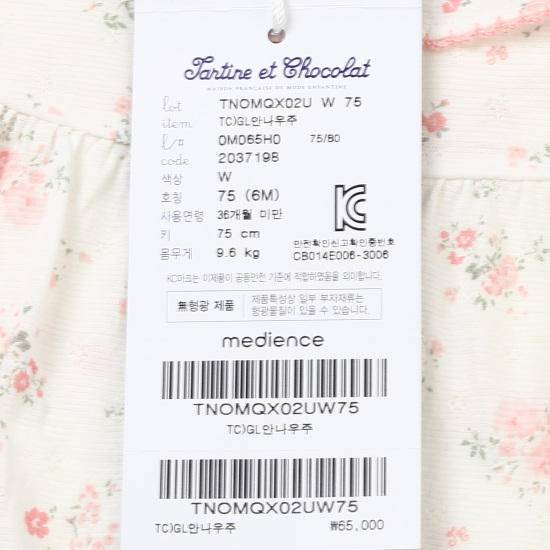 Tartine et Chocolat
MAISON FRANÇAISE DE MODE ENFANTINE
lot TNOMQX02U W 75
item TC)GL안나우주
l/# 0M065H0 75/80
code 2037198
색상 W
호칭 75 (6M)
사용연령 36개월 미만
키 75 cm
몸무게 9.6 kg
안전확인신고확인증번호
CB014E006-3006
KC마크는 이제품이 공통안전 기준에 적합하였음을 의미합니다.
無형광 제품
제품특성상 일부 부자재류는
형광물질이 있을 수 있습니다.
medience
TNOMQX02UW75
TC)GL안나우주
TNOMQX02UW75
TC)GL안나우주 ₩65,000